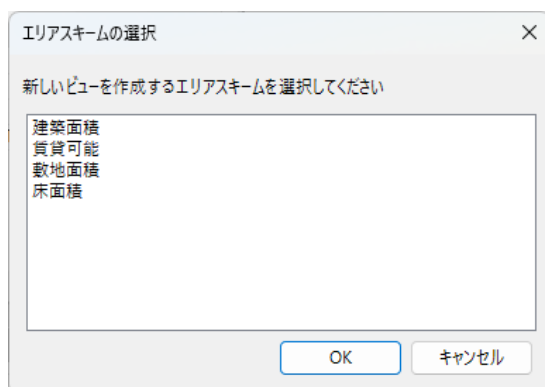 エリアスキームの選択
新しいビューを作成するエリアスキームを選択してください
建築面積
賃貸可能
敷地面積
床面積
OK
キャンセル